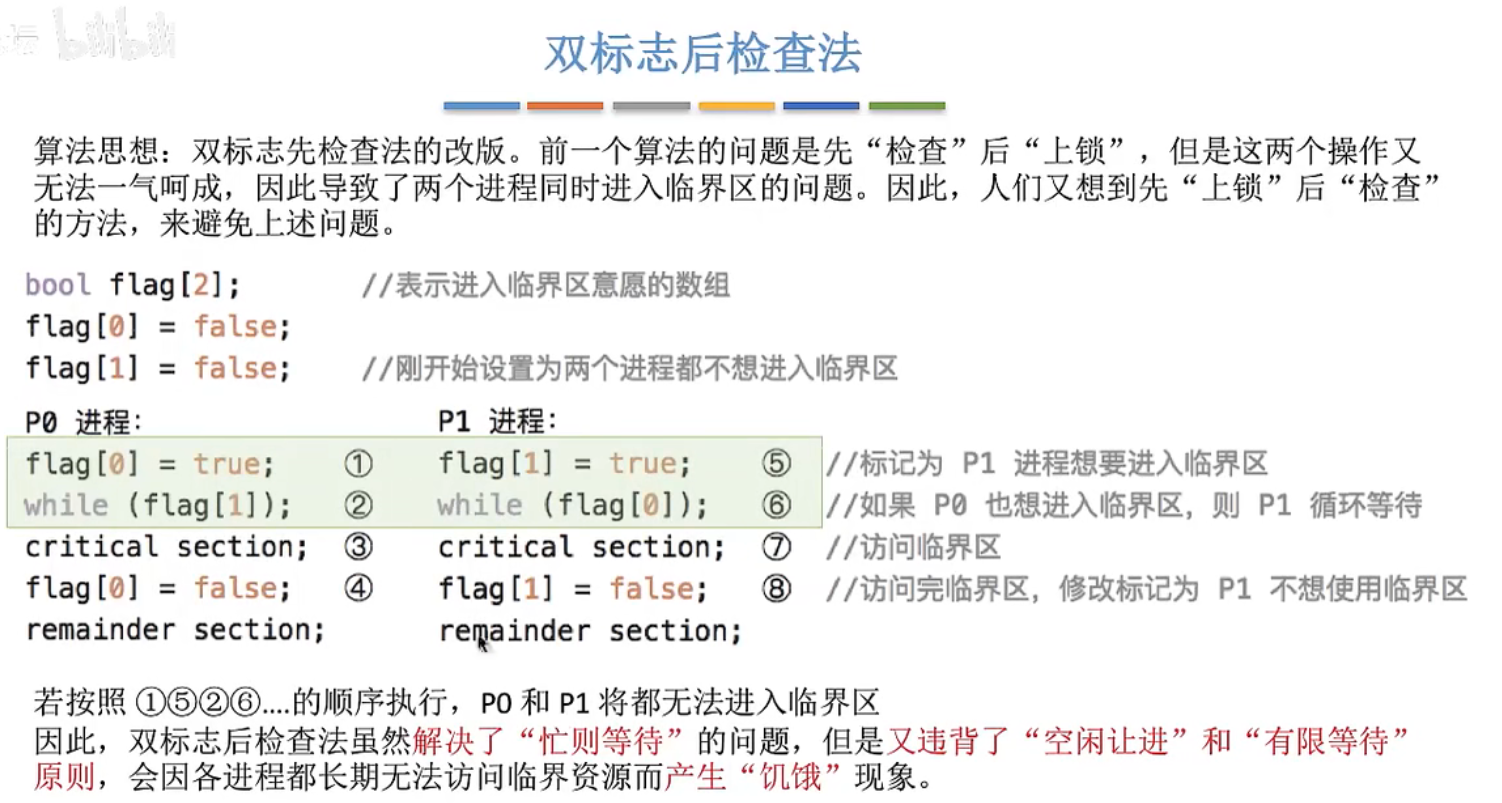 坛 bilibili
双标志后检查法
算法思想：双标志先检查法的改版。前一个算法的问题是先“检查”后“上锁”，但是这两个操作又
无法一气呵成，因此导致了两个进程同时进入临界区的问题。因此，人们又想到先“上锁”后“检查”
的方法，来避免上述问题。
bool flag[2]; //表示进入临界区意愿的数组
flag[0] = false;
flag[1] = false; //刚开始设置为两个进程都不想进入临界区
P0 进程： P1 进程：
flag[0] = true; ① flag[1] = true; ⑤ //标记为 P1 进程想要进入临界区
while (flag[1]); ② while (flag[0]); ⑥ //如果 P0 也想进入临界区，则 P1 循环等待
critical section; ③ critical section; ⑦ //访问临界区
flag[0] = false; ④ flag[1] = false; ⑧ //访问完临界区，修改标记为 P1 不想使用临界区
remainder section; remainder section;
若按照 ①⑤②⑥....的顺序执行，P0 和 P1 将都无法进入临界区
因此，双标志后检查法虽然解决了“忙则等待”的问题，但是又违背了“空闲让进”和“有限等待”
原则，会因各进程都长期无法访问临界资源而产生“饥饿”现象。